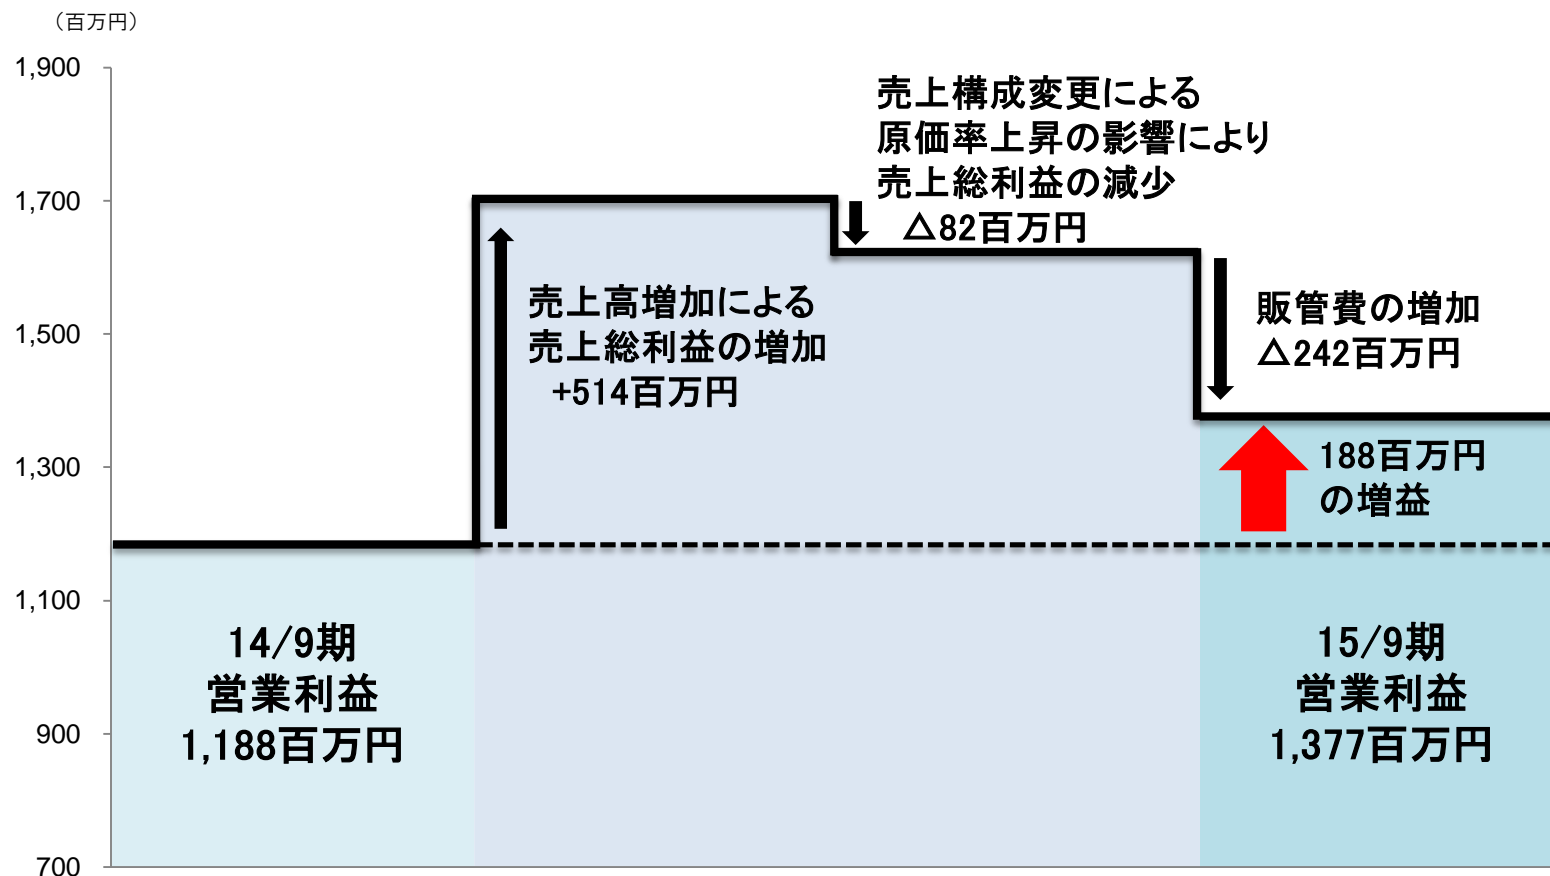 （百万円）
1,900
1,700
1,500
1,300
1,100
900
700
売上構成変更による
原価率上昇の影響により
売上総利益の減少
△82百万円
売上高増加による
売上総利益の増加
+514百万円
販管費の増加
△242百万円
188百万円
の増益
14/9期
営業利益
1,188百万円
15/9期
営業利益
1,377百万円